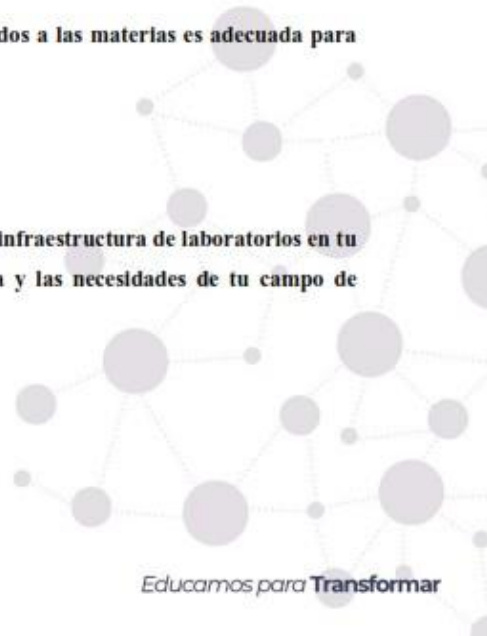 dos a las materias es adecuada para
infraestructura de laboratorios en tu
y las necesidades de tu campo de
Educamos para Transformar